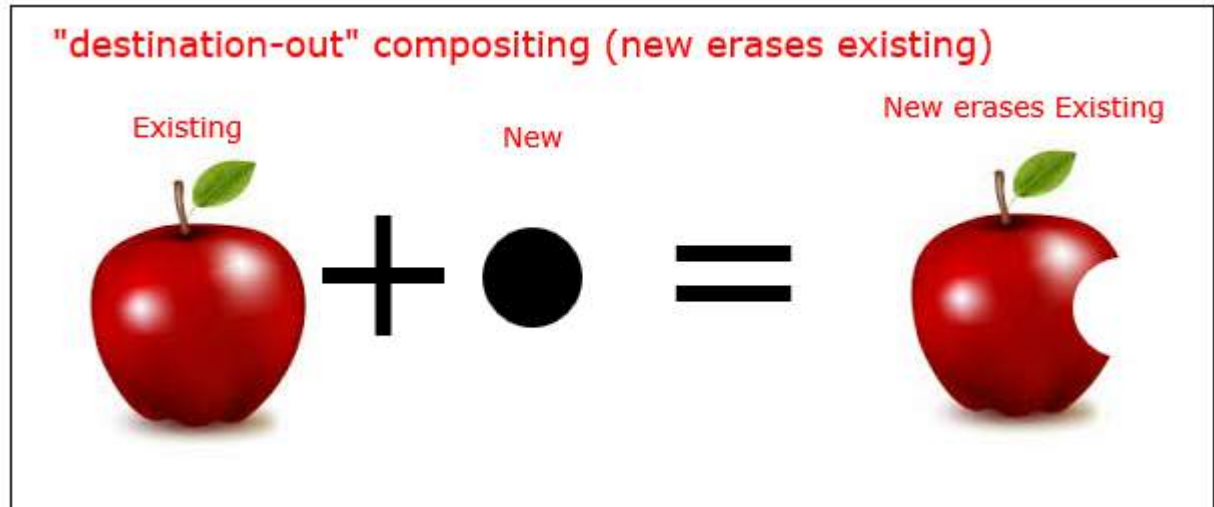 "destination-out" compositing (new erases existing)
Existing
New
New erases Existing